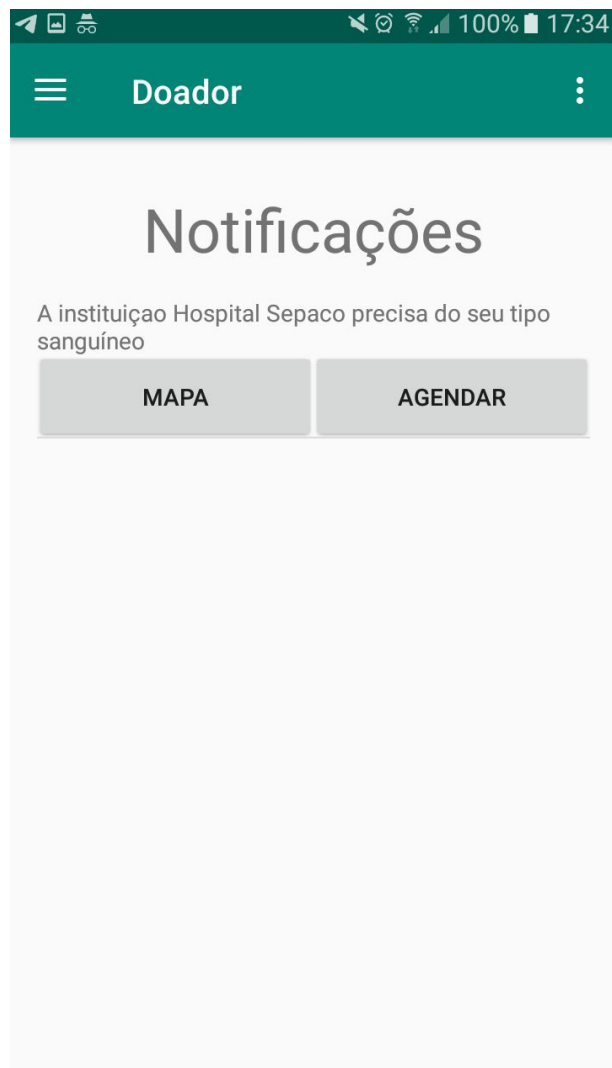 100% 17:34
Doador
Notificações
A instituiçao Hospital Sepaco precisa do seu tipo
sanguíneo
MAPA AGENDAR